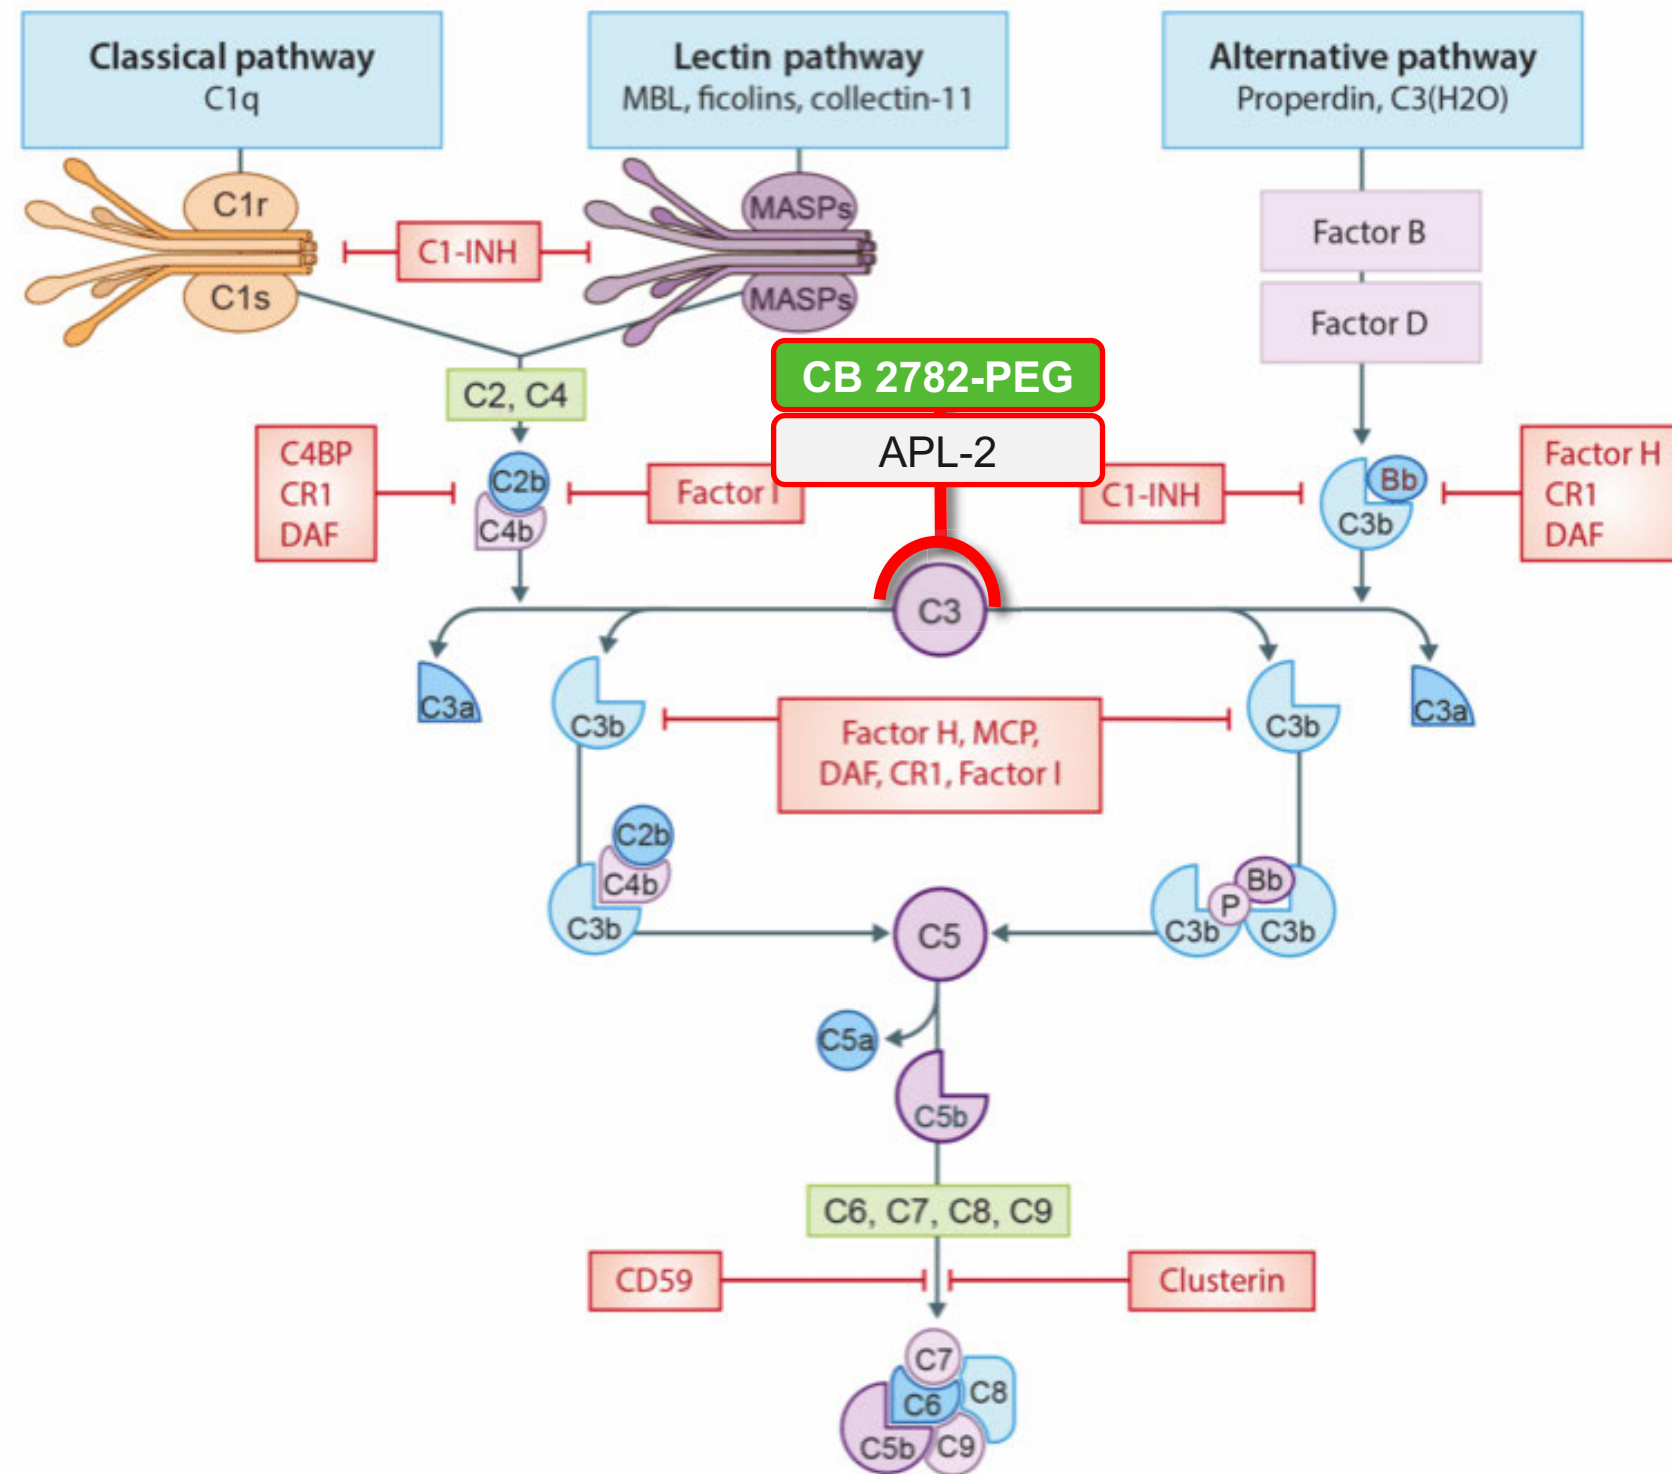 Classical pathway
C1q
Lectin pathway
MBL, ficolins, collectin-11
Alternative pathway
Properdin, C3(H2O)
C1r
C1s
C1-INH
MASPs
MASPs
Factor B
Factor D
C2, C4
CB 2782-PEG
APL-2
C4BP
CR1
DAF
C2b
C4b
Factor I
C1-INH
Bb
C3b
Factor H
CR1
DAF
C3
C3a
C3b
Factor H, MCP,
DAF, CR1, Factor I
C3b
C3a
C2b
C4b
C3b
C5
Bb
P
C3b
C3b
C5a
C5b
C6, C7, C8, C9
CD59
Clusterin
C7
C6
C8
C5b
C9